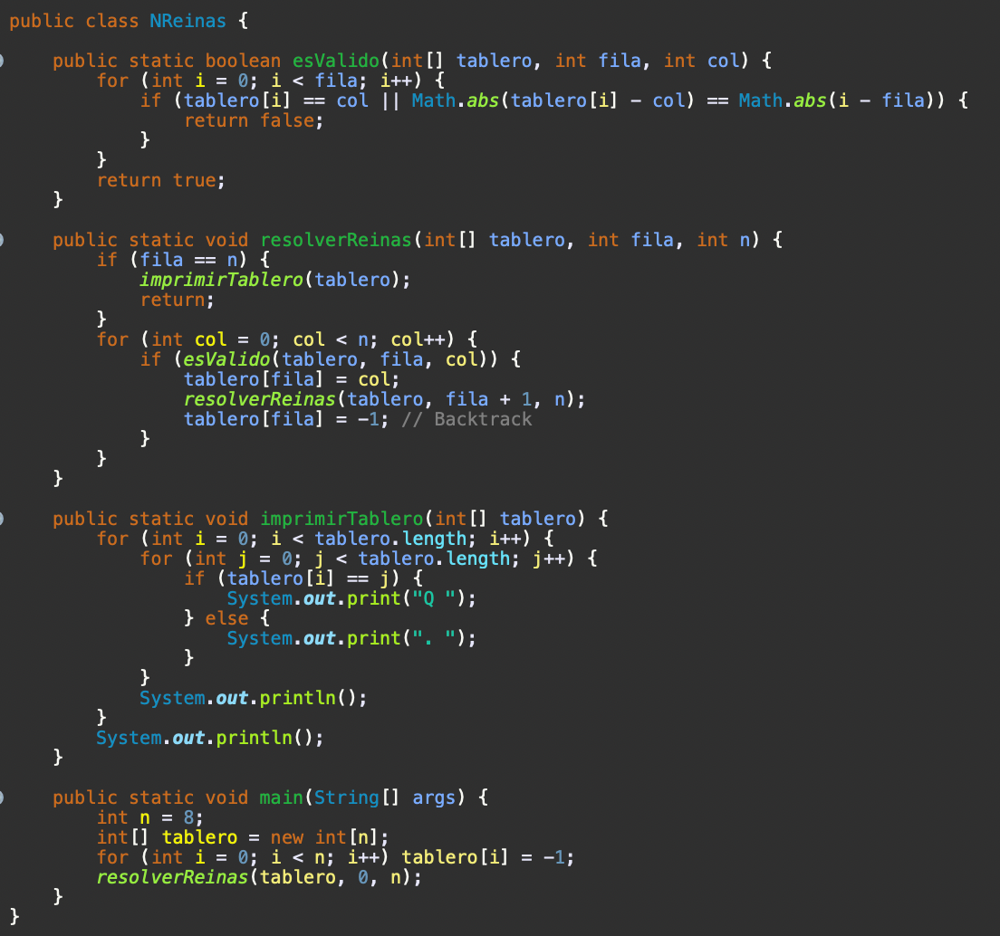 public class NReinas {

    public static boolean esValido(int[] tablero, int fila, int col) {
        for (int i = 0; i < fila; i++) {
            if (tablero[i] == col || Math.abs(tablero[i] - col) == Math.abs(i - fila)) {
                return false;
            }
        }
        return true;
    }

    public static void resolverReinas(int[] tablero, int fila, int n) {
        if (fila == n) {
            imprimirTablero(tablero);
            return;
        }
        for (int col = 0; col < n; col++) {
            if (esValido(tablero, fila, col)) {
                tablero[fila] = col;
                resolverReinas(tablero, fila + 1, n);
                tablero[fila] = -1; // Backtrack
            }
        }
    }

    public static void imprimirTablero(int[] tablero) {
        for (int i = 0; i < tablero.length; i++) {
            for (int j = 0; j < tablero.length; j++) {
                if (tablero[i] == j) {
                    System.out.print("Q ");
                } else {
                    System.out.print(". ");
                }
            }
            System.out.println();
        }
        System.out.println();
    }

    public static void main(String[] args) {
        int n = 8;
        int[] tablero = new int[n];
        for (int i = 0; i < n; i++) tablero[i] = -1;
        resolverReinas(tablero, 0, n);
    }
}